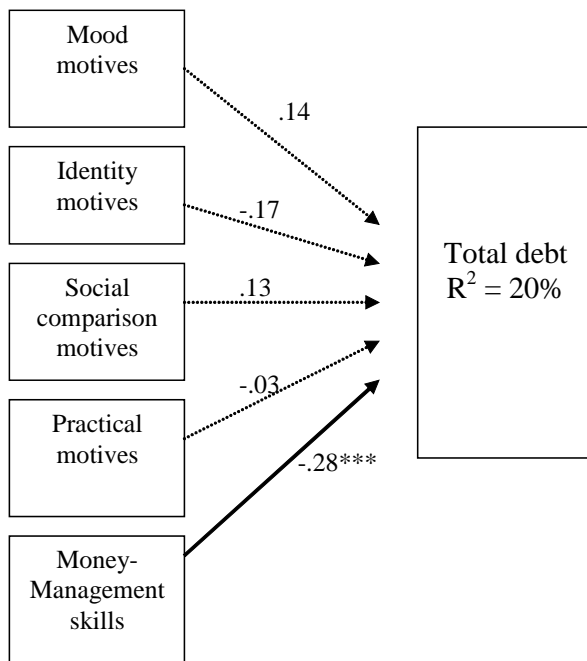 Mood
motives
.14
Identity
motives
-.17
Social
comparison
motives
.13
Practical
motives
-.03
Money-
Management
skills
-.28***
Total debt
R² = 20%